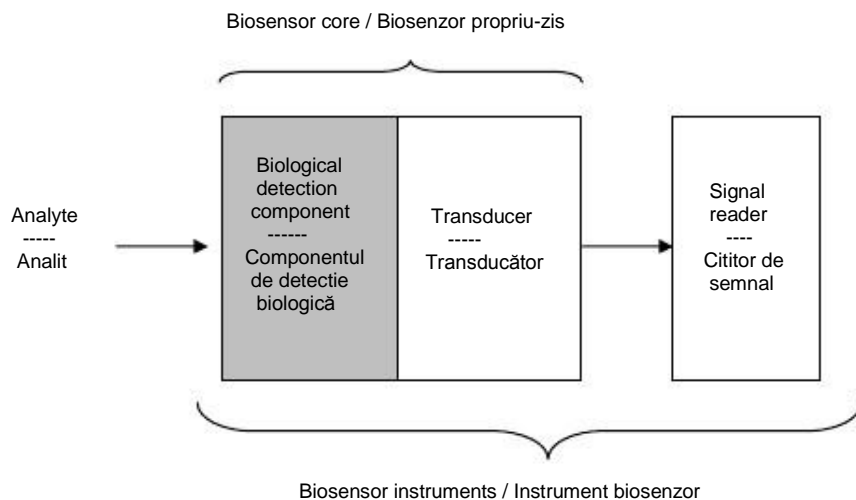 Biosensor core / Biosenzor propriu-zis
Analyte
-----
Analit
Biological
detection
component
------
Componentul
de detectie
biologică
Transducer
-----
Transducător
Signal
reader
----
Cititor de
semnal
Biosensor instruments / Instrument biosenzor